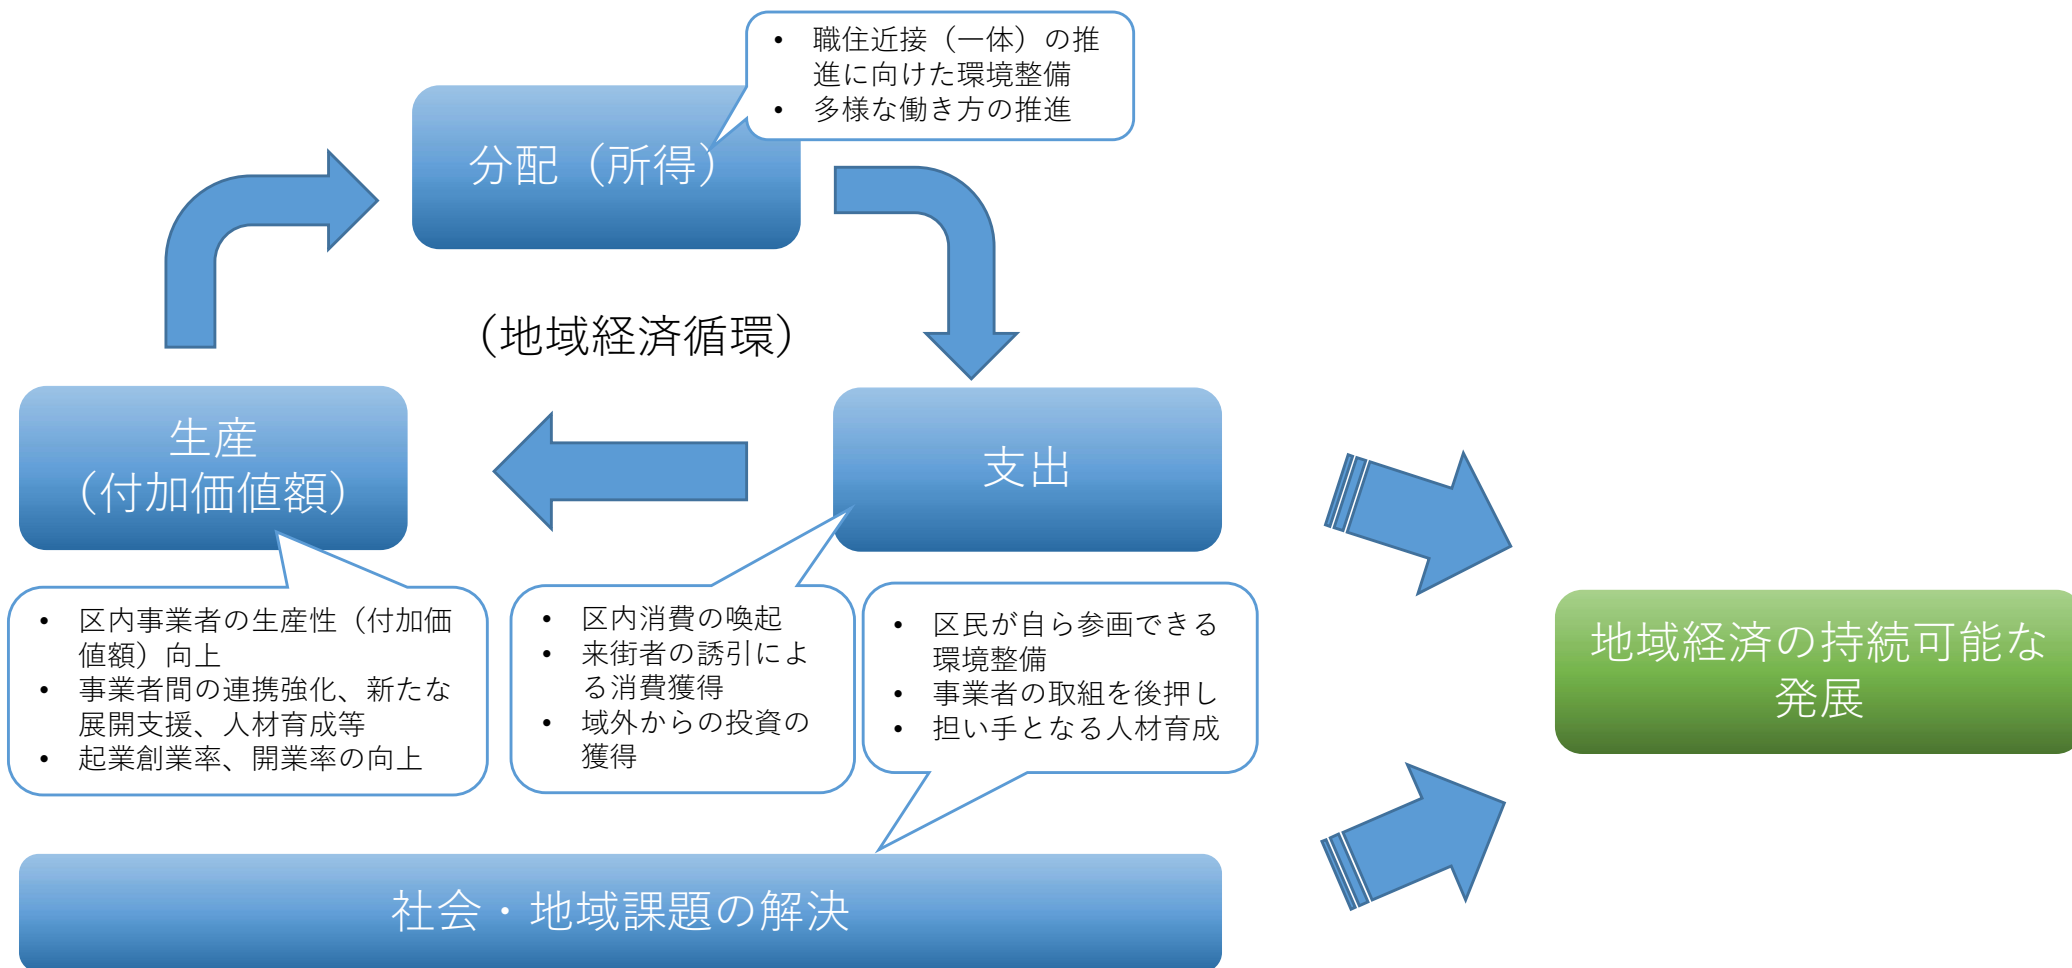 • 職住近接（一体）の推
進に向けた環境整備
• 多様な働き方の推進
分配（所得）
（地域経済循環）
生産
（付加価値額）
支出
• 区内事業者の生産性（付加価
値額）向上
• 事業者間の連携強化、新たな
展開支援、人材育成等
• 起業創業率、開業率の向上
• 区内消費の喚起
• 来街者の誘引によ
る消費獲得
• 域外からの投資の
獲得
• 区民が自ら参画できる
環境整備
• 事業者の取組を後押し
• 担い手となる人材育成
地域経済の持続可能な
発展
社会・地域課題の解決